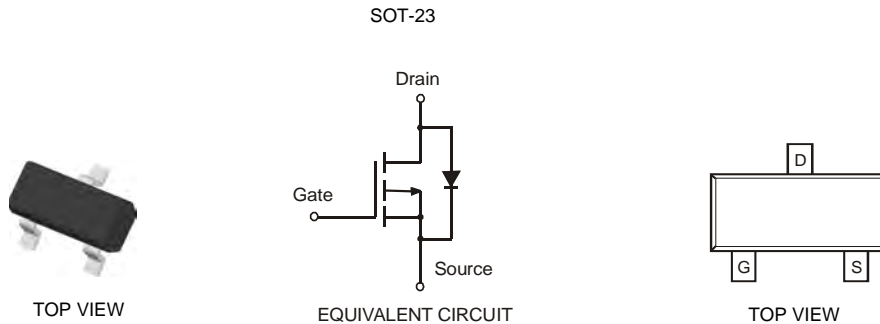 SOT-23
Drain
D
Gate
G
S
Source
TOP VIEW
EQUIVALENT CIRCUIT
TOP VIEW